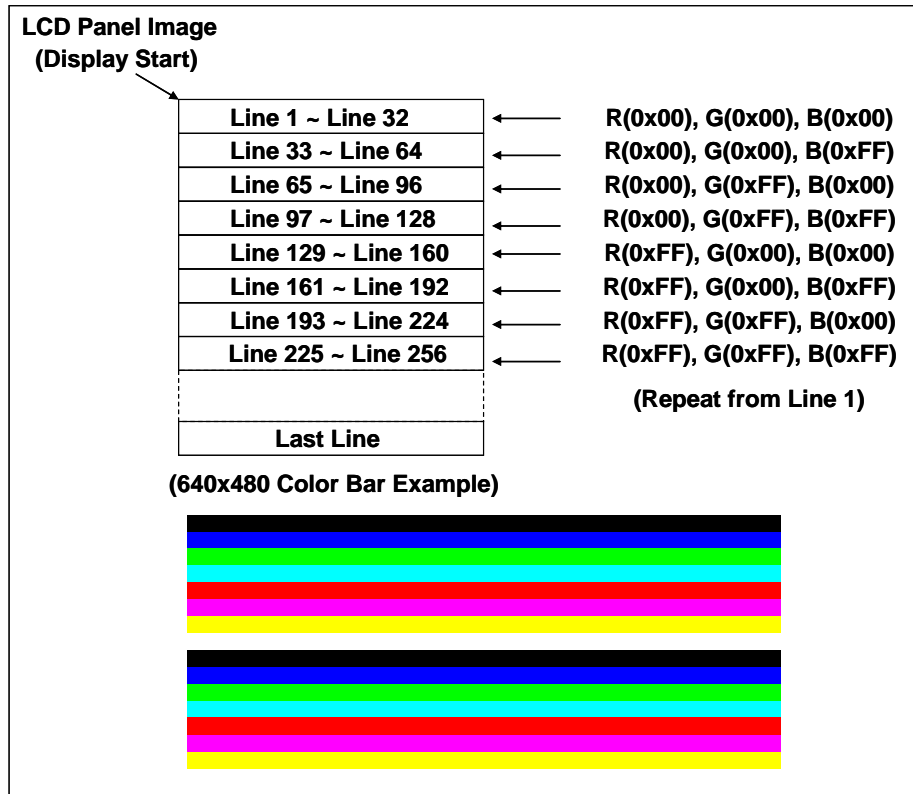 LCD Panel Image
(Display Start)
Line 1 ~ Line 32 R(0x00), G(0x00), B(0x00)
Line 33 ~ Line 64 R(0x00), G(0x00), B(0xFF)
Line 65 ~ Line 96 R(0x00), G(0xFF), B(0x00)
Line 97 ~ Line 128 R(0x00), G(0xFF), B(0xFF)
Line 129 ~ Line 160 R(0xFF), G(0x00), B(0x00)
Line 161 ~ Line 192 R(0xFF), G(0x00), B(0xFF)
Line 193 ~ Line 224 R(0xFF), G(0xFF), B(0x00)
Line 225 ~ Line 256 R(0xFF), G(0xFF), B(0xFF)
(Repeat from Line 1)
Last Line
(640x480 Color Bar Example)